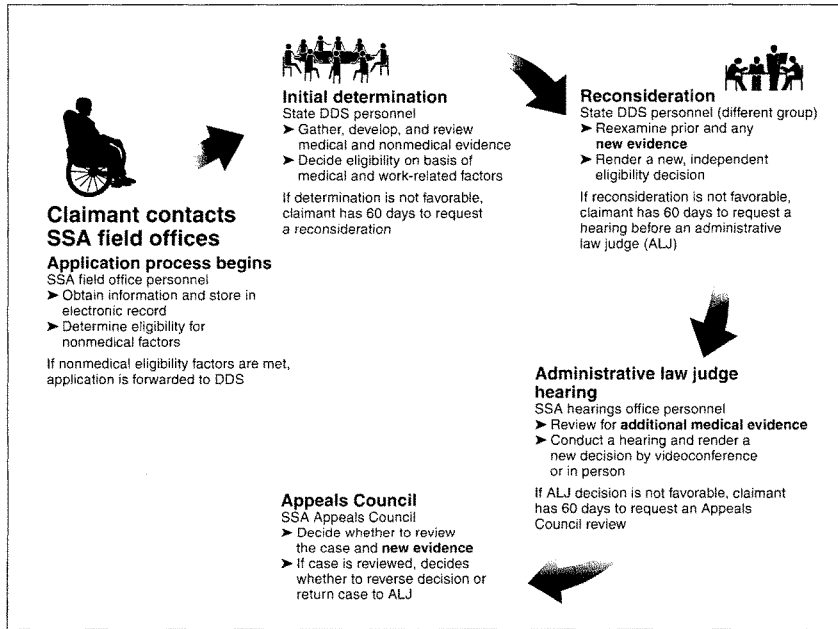 Claimant contacts
SSA field offices
Application process begins
SSA field office personnel
➤ Obtain information and store in
electronic record
➤ Determine eligibility for
nonmedical factors
If nonmedical eligibility factors are met,
application is forwarded to DDS
Initial determination
State DDS personnel
➤ Gather, develop, and review
medical and nonmedical evidence
➤ Decide eligibility on basis of
medical and work-related factors
If determination is not favorable,
claimant has 60 days to request
a reconsideration
Reconsideration
State DDS personnel (different group)
➤ Reexamine prior and any
new evidence
➤ Render a new, independent
eligibility decision
If reconsideration is not favorable,
claimant has 60 days to request a
hearing before an administrative
law judge (ALJ)
Administrative law judge
hearing
SSA hearings office personnel
➤ Review for additional medical evidence
➤ Conduct a hearing and render a
new decision by videoconference
or in person
If ALJ decision is not favorable, claimant
has 60 days to request an Appeals
Council review
Appeals Council
SSA Appeals Council
➤ Decide whether to review
the case and new evidence
➤ If case is reviewed, decides
whether to reverse decision or
return case to ALJ